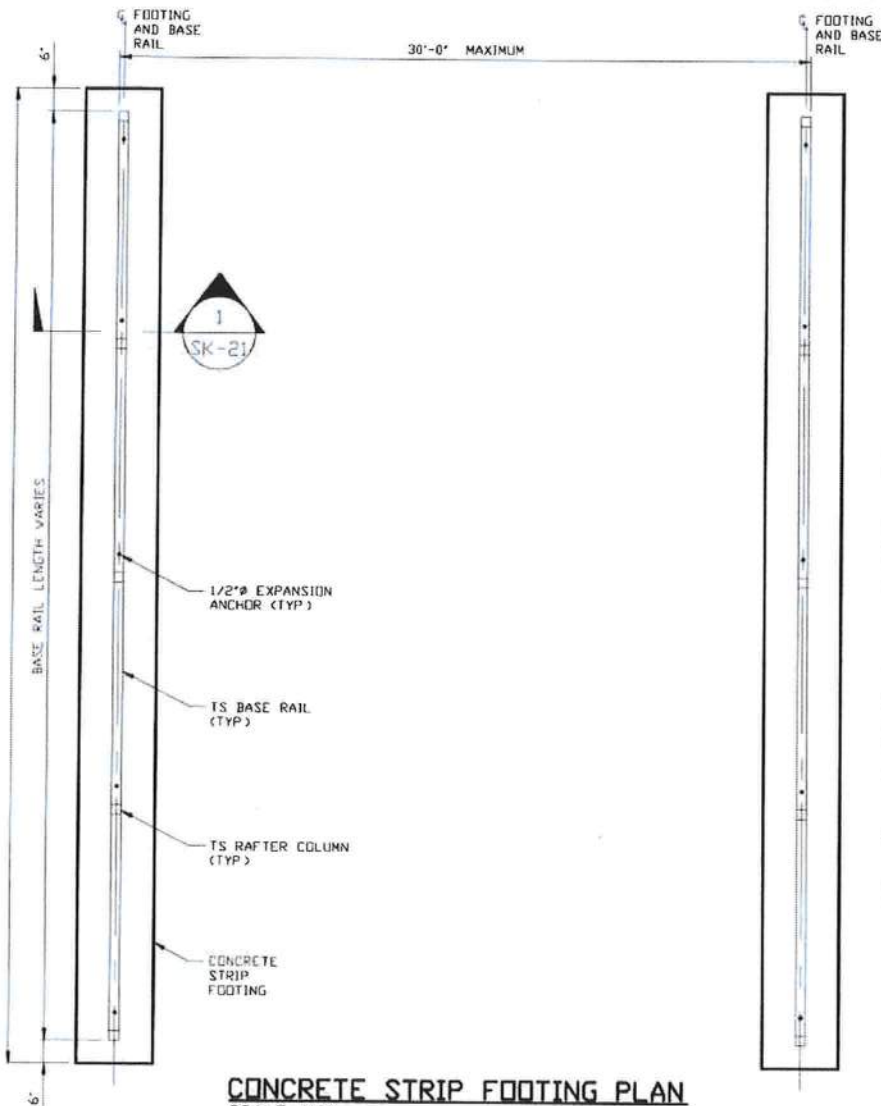 ℄ FOOTING
AND BASE
RAIL
℄ FOOTING
AND BASE
RAIL
6"
30'-0" MAXIMUM
1
SK-21
BASE RAIL LENGTH VARIES
1/2"Ø EXPANSION
ANCHOR (TYP)
TS BASE RAIL
(TYP)
TS RAFTER COLUMN
(TYP)
CONCRETE
STRIP
FOOTING
6"
CONCRETE STRIP FOOTING PLAN